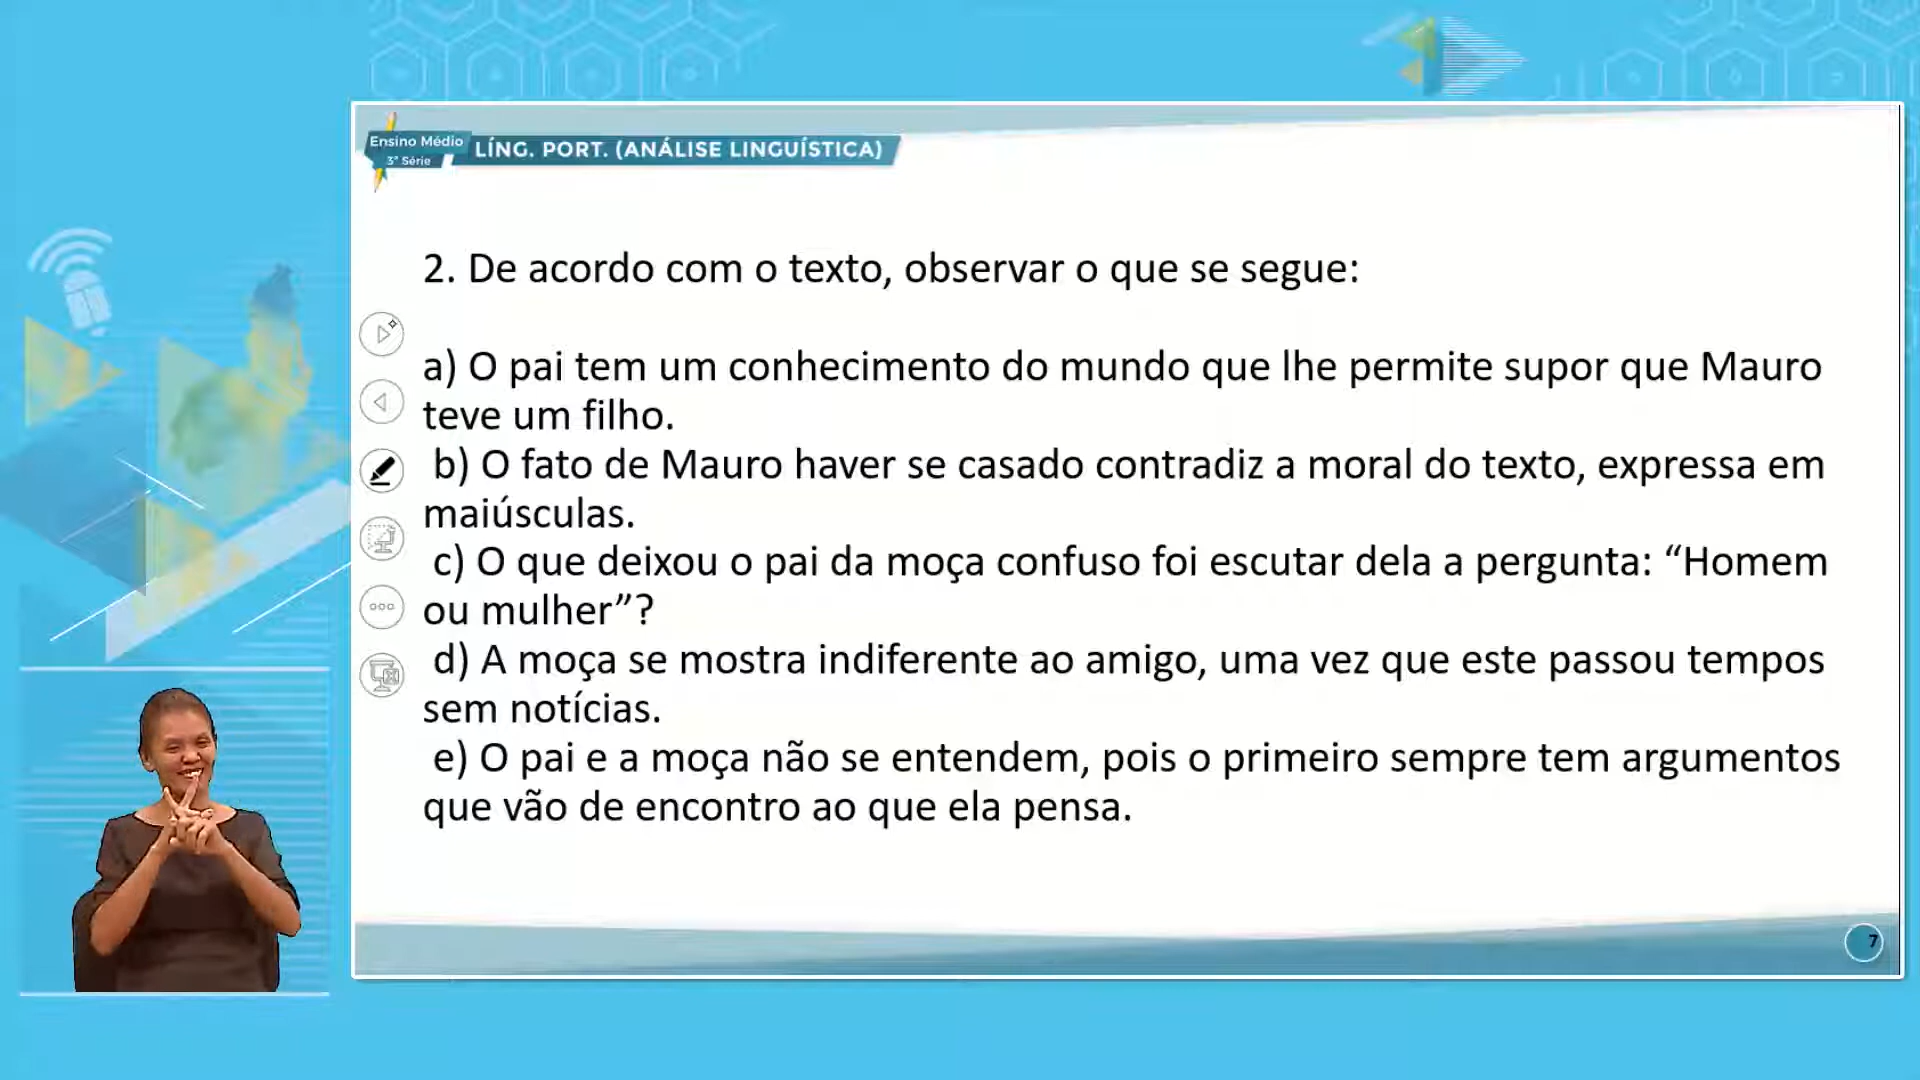 Ensino Médio
3ª Série
LÍNG. PORT. (ANÁLISE LINGUÍSTICA)
2. De acordo com o texto, observar o que se segue:
a) O pai tem um conhecimento do mundo que lhe permite supor que Mauro
teve um filho.
b) O fato de Mauro haver se casado contradiz a moral do texto, expressa em
maiúsculas.
c) O que deixou o pai da moça confuso foi escutar dela a pergunta: “Homem
ou mulher”?
d) A moça se mostra indiferente ao amigo, uma vez que este passou tempos
sem notícias.
e) O pai e a moça não se entendem, pois o primeiro sempre tem argumentos
que vão de encontro ao que ela pensa.
7